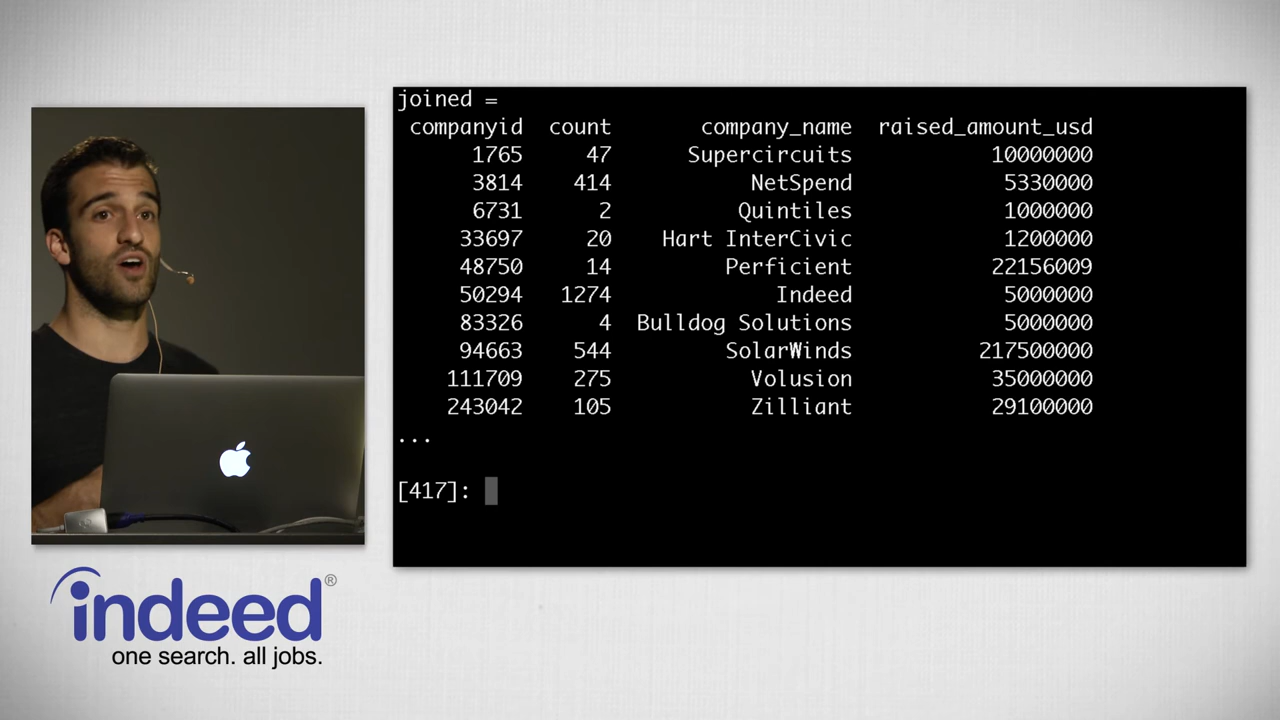 joined =
companyid count company_name raised_amount_usd
1765 47 Supercircuits 10000000
3814 414 NetSpend 5330000
6731 2 Quintiles 1000000
33697 20 Hart InterCivic 1200000
48750 14 Perficient 22156009
50294 1274 Indeed 5000000
83326 4 Bulldog Solutions 5000000
94663 544 SolarWinds 217500000
111709 275 Volusion 35000000
243042 105 Zilliant 29100000
...
[417]:
indeed®
one search. all jobs.